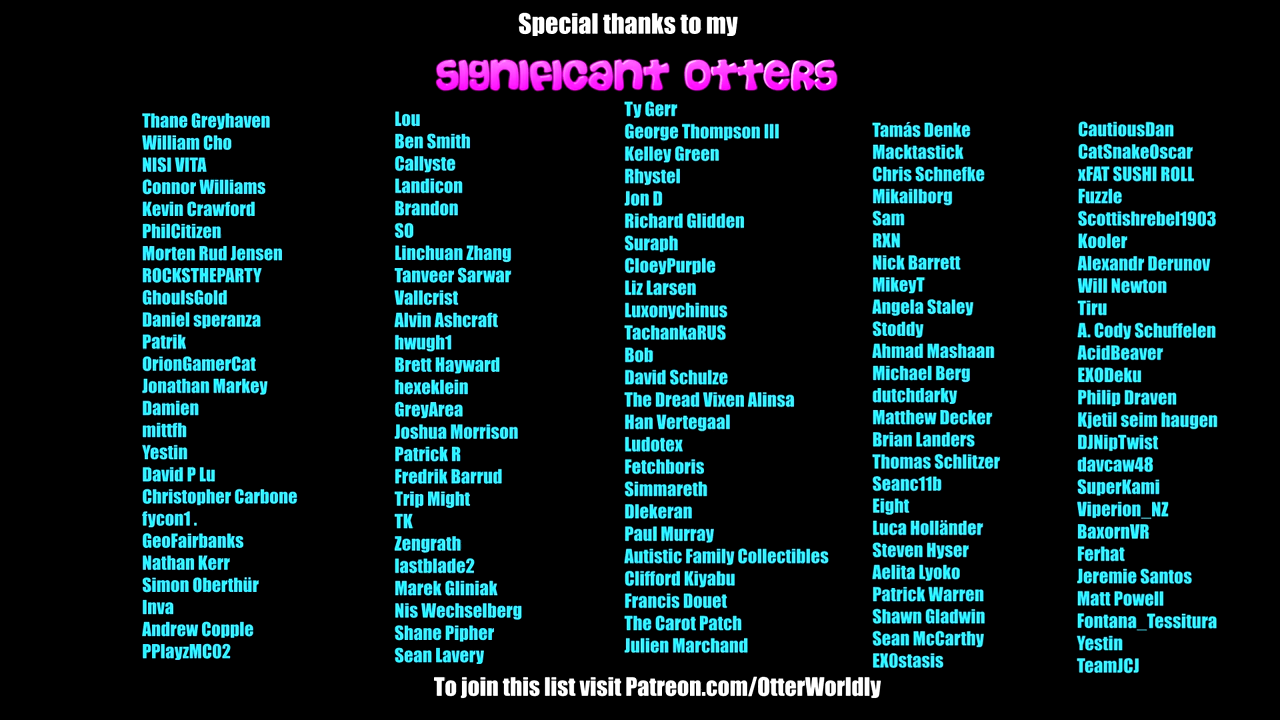 Special thanks to my
Significant Otters
Thane Greyhaven
William Cho
NISI VITA
Connor Williams
Kevin Crawford
PhilCitizen
Morten Rud Jensen
ROCKSTHEPARTY
GhoulsGold
Daniel speranza
Patrik
OrionGamerCat
Jonathan Markey
Damien
mittfh
Yestin
David P Lu
Christopher Carbone
fycon1 .
GeoFairbanks
Nathan Kerr
Simon Oberthür
Inva
Andrew Copple
PPlayzMC02
Lou
Ben Smith
Callyste
Landicon
Brandon
SO
Linchuan Zhang
Tanveer Sarwar
Vallcrist
Alvin Ashcraft
hwugh1
Brett Hayward
hexeklein
GreyArea
Joshua Morrison
Patrick R
Fredrik Barrud
Trip Might
TK
Zengrath
lastblade2
Marek Gliniak
Nis Wechselberg
Shane Pipher
Sean Lavery
Ty Gerr
George Thompson III
Kelley Green
Rhystel
Jon D
Richard Glidden
Suraph
CloeyPurple
Liz Larsen
Luxonychinus
TachankaRUS
Bob
David Schulze
The Dread Vixen Alinsa
Han Vertegaal
Ludotex
Fetchboris
Simmareth
Dlekeran
Paul Murray
Autistic Family Collectibles
Clifford Kiyabu
Francis Douet
The Carot Patch
Julien Marchand
Tamás Denke
Macktastick
Chris Schnefke
Mikailborg
Sam
RXN
Nick Barrett
MikeyT
Angela Staley
Stoddy
Ahmad Mashaan
Michael Berg
dutchdarky
Matthew Decker
Brian Landers
Thomas Schlitzer
Seanc11b
Eight
Luca Holländer
Steven Hyser
Aelita Lyoko
Patrick Warren
Shawn Gladwin
Sean McCarthy
EXOstasis
CautiousDan
CatSnakeOscar
xFAT SUSHI ROLL
Fuzzle
Scottishrebel1903
Kooler
Alexandr Derunov
Will Newton
Tiru
A. Cody Schuffelen
AcidBeaver
EXODeku
Philip Draven
Kjetil seim haugen
DJNipTwist
davcaw48
SuperKami
Viperion_NZ
BaxornVR
Ferhat
Jeremie Santos
Matt Powell
Fontana_Tessitura
Yestin
TeamJCJ
To join this list visit Patreon.com/OtterWorldly